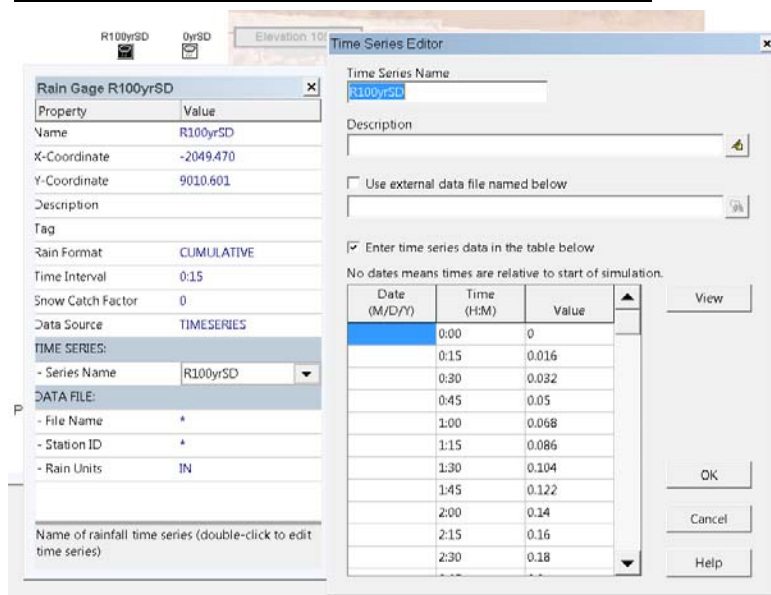 R100yrSD 0yrSD
Elevation 10
Rain Gage R100yrSD
Property Value
Name R100yrSD
X-Coordinate -2049.470
Y-Coordinate 9010.601
Description
Tag
Rain Format CUMULATIVE
Time Interval 0:15
Snow Catch Factor 0
Data Source TIMESERIES
TIME SERIES:
- Series Name R100yrSD
DATA FILE:
- File Name *
- Station ID *
- Rain Units IN
Name of rainfall time series (double-click to edit
time series)
P
Time Series Editor
Time Series Name
R100yrSD
Description
Use external data file named below
Enter time series data in the table below
No dates means times are relative to start of simulation.
Date Time
(M/D/Y) (H:M) Value
0:00 0
0:15 0.016
0:30 0.032
0:45 0.05
1:00 0.068
1:15 0.086
1:30 0.104
1:45 0.122
2:00 0.14
2:15 0.16
2:30 0.18
View
OK
Cancel
Help